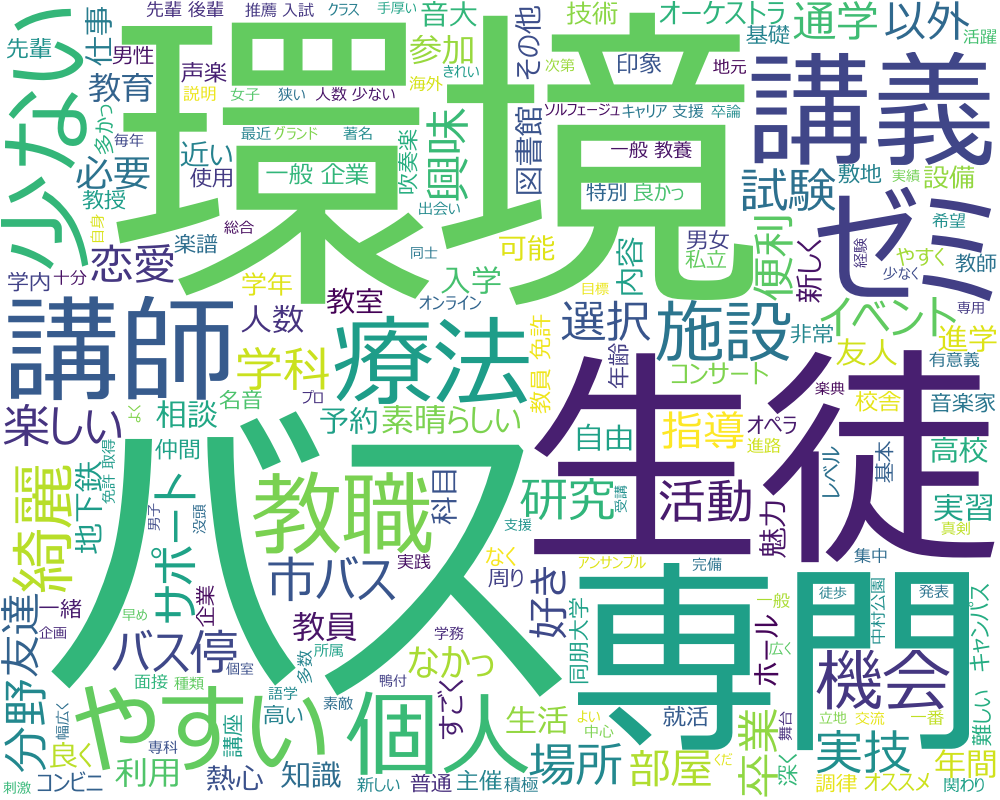 先輩
仕事
先輩 後輩
推薦 入試
クラス
手厚い
音大
技術
オーケストラ
通学
以外
少ない
環境
男性
参加
その他
基礎
活躍
教育
声楽
海外
きれい
次第
印象
地元
講義
多かっ
説明
女子
狭い
人数 少ない
ソルフェージュ
キャリア 支援
卒論
毎年
最近
グランド
著名
吹奏楽
興味
図書館
一般 教養
必要
近い
使用
一般 企業
特別
良かっ
試験
敷地
実績
設備
教授
自身
楽譜
総合
出会い
同士
可能
内容
男女
私立
便利
新しく
経験
やすく
少なく
希望
教師
ゼミ
恋愛
学内
十分
学年
教室
オンライン
入学
目標
専用
講師
人数
療法
選択
施設
非常
イベント
友人
進学
学科
教員 免許
年齢
コンサート
有意義
楽しい
よく
相談
名音
プロ
予約
素晴らしい
自由
指導
オペラ
進路
楽典
校舎
音楽家
綺麗
地下鉄
免許 取得
仲間
バス
教職
科目
研究
受講
活動
魅力
レベル
基本
高校
実習
真剣
生徒
サポート
男子
没頭
市バス
実践
支援
なく
周り
アンサンブル
完備
集中
友達
一緒
企画
早め
企業
バス停
個室
教員
所属
学務
なかっ
好き
同朋大学
一般
専門
ホール
広く
徒歩
中村公園
発表
キャンパス
機会
分野
幅広く
面接
種類
やすい
講座
語学
高い
多数
素敵
鴨付
個人
すごく
生活
よい
中心
就活
舞台
立地
交流
一番
難しい
良く
専科
利用
熱心
知識
新しい
普通
主催
積極
場所
部屋
くだ
卒業
深く
実技
調律
オススメ
年間
関わり
刺激
コンビニ